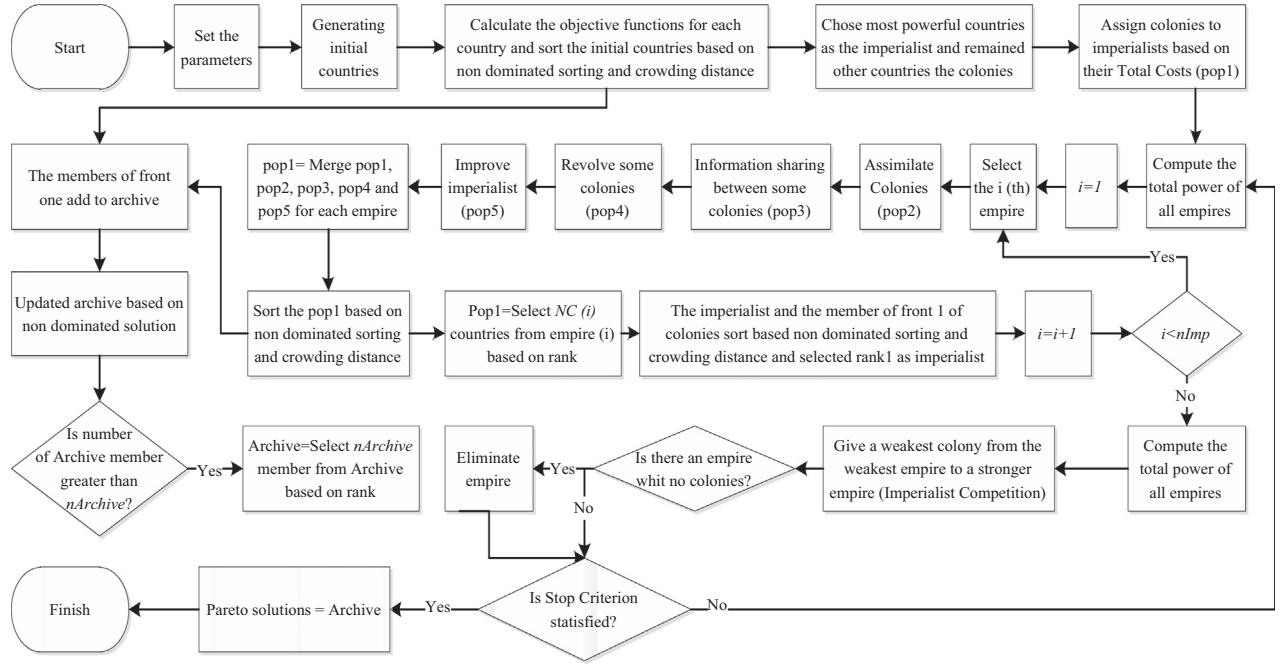 Start
Set the
parameters
Generating
initial
countries
Calculate the objective functions for each
country and sort the initial countries based on
non dominated sorting and crowding distance
Chose most powerful countries
as the imperialist and remained
other countries the colonies
Assign colonies to
imperialists based on
their Total Costs (pop1)
The members of front
one add to archive
pop1= Merge pop1,
pop2, pop3, pop4 and
pop5 for each empire
Improve
imperialist
(pop5)
Revolve some
colonies
(pop4)
Information sharing
between some
colonies (pop3)
Assimilate
Colonies
(pop2)
Select
the i (th)
empire
i=1
Compute the
total power of
all empires
Yes
Updated archive based on
non dominated solution
Sort the pop1 based on
non dominated sorting
and crowding distance
Pop1=Select NC (i)
countries from empire (i)
based on rank
The imperialist and the member of front 1 of
colonies sort based non dominated sorting and
crowding distance and selected rank1 as imperialist
i=i+1
i<nImp
No
Is number
of Archive member
greater than
nArchive?
Yes
Archive=Select nArchive
member from Archive
based on rank
Eliminate
empire
Yes
No
Is there an empire
whit no colonies?
Give a weakest colony from the
weakest empire to a stronger
empire (Imperialist Competition)
Compute the
total power of
all empires
Finish
Pareto solutions = Archive
Yes
Is Stop Criterion
statisfied?
No